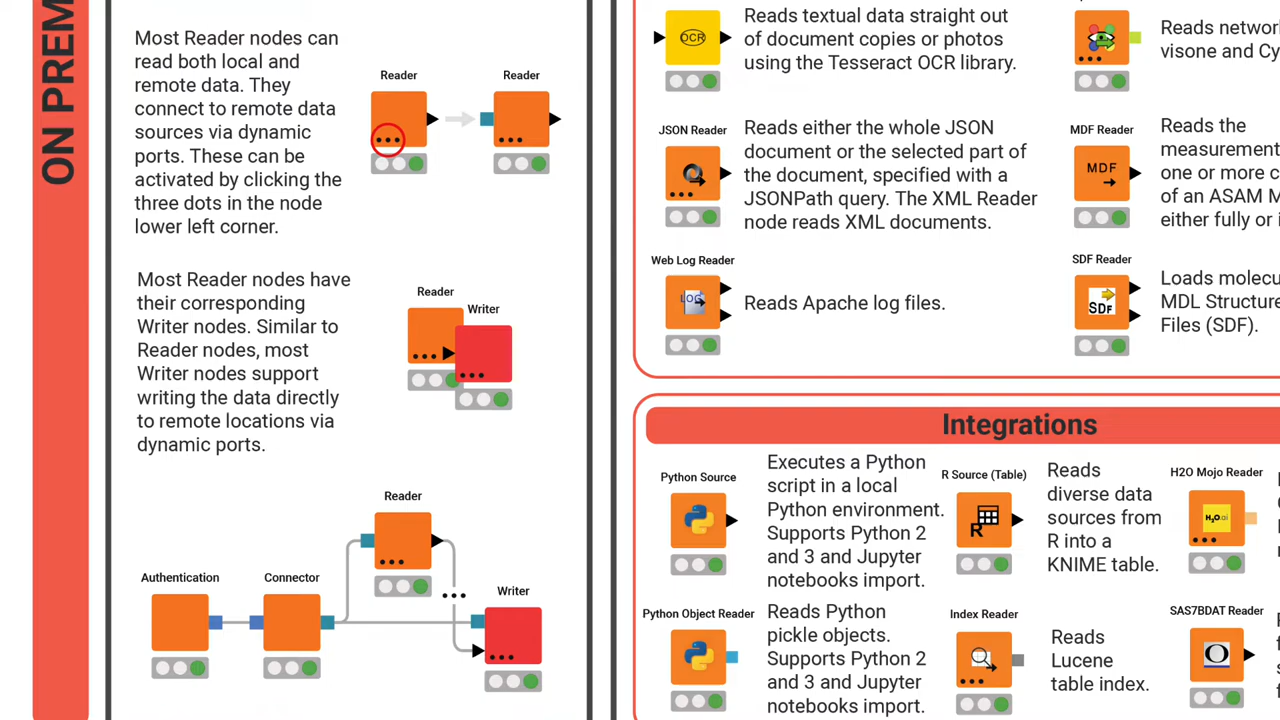 ON PREM
Most Reader nodes can
read both local and
remote data. They
connect to remote data
sources via dynamic
ports. These can be
activated by clicking the
three dots in the node
lower left corner.
Reader
Reader
Most Reader nodes have
their corresponding
Writer nodes. Similar to
Reader nodes, most
Writer nodes support
writing the data directly
to remote locations via
dynamic ports.
Reader
Writer
Reader
Authentication
Connector
Writer
OCR
Reads textual data straight out
of document copies or photos
using the Tesseract OCR library.
Reads networ
visone and Cy
JSON Reader
Reads either the whole JSON
document or the selected part of
the document, specified with a
JSONPath query. The XML Reader
node reads XML documents.
MDF Reader
MDF
Reads the
measurement
one or more c
of an ASAM M
either fully or i
Web Log Reader
LOG
Reads Apache log files.
SDF Reader
SDF
Loads molecu
MDL Structure
Files (SDF).
Integrations
Python Source
Executes a Python
script in a local
Python environment.
Supports Python 2
and 3 and Jupyter
notebooks import.
R Source (Table)
R
Reads
diverse data
sources from
R into a
KNIME table.
H2O Mojo Reader
H2O.ai
Python Object Reader
Reads Python
pickle objects.
Supports Python 2
and 3 and Jupyter
notebooks import.
Index Reader
Reads
Lucene
table index.
SAS7BDAT Reader